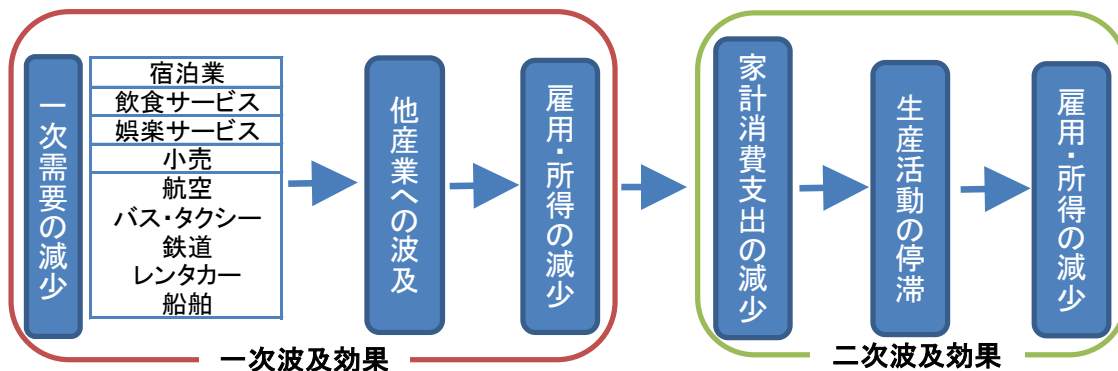 一次需要の減少
宿泊業
飲食サービス
娯楽サービス
小売
航空
バス・タクシー
鉄道
レンタカー
船舶
他産業への波及
雇用・所得の減少
一次波及効果
家計消費支出の減少
生産活動の停滞
雇用・所得の減少
二次波及効果